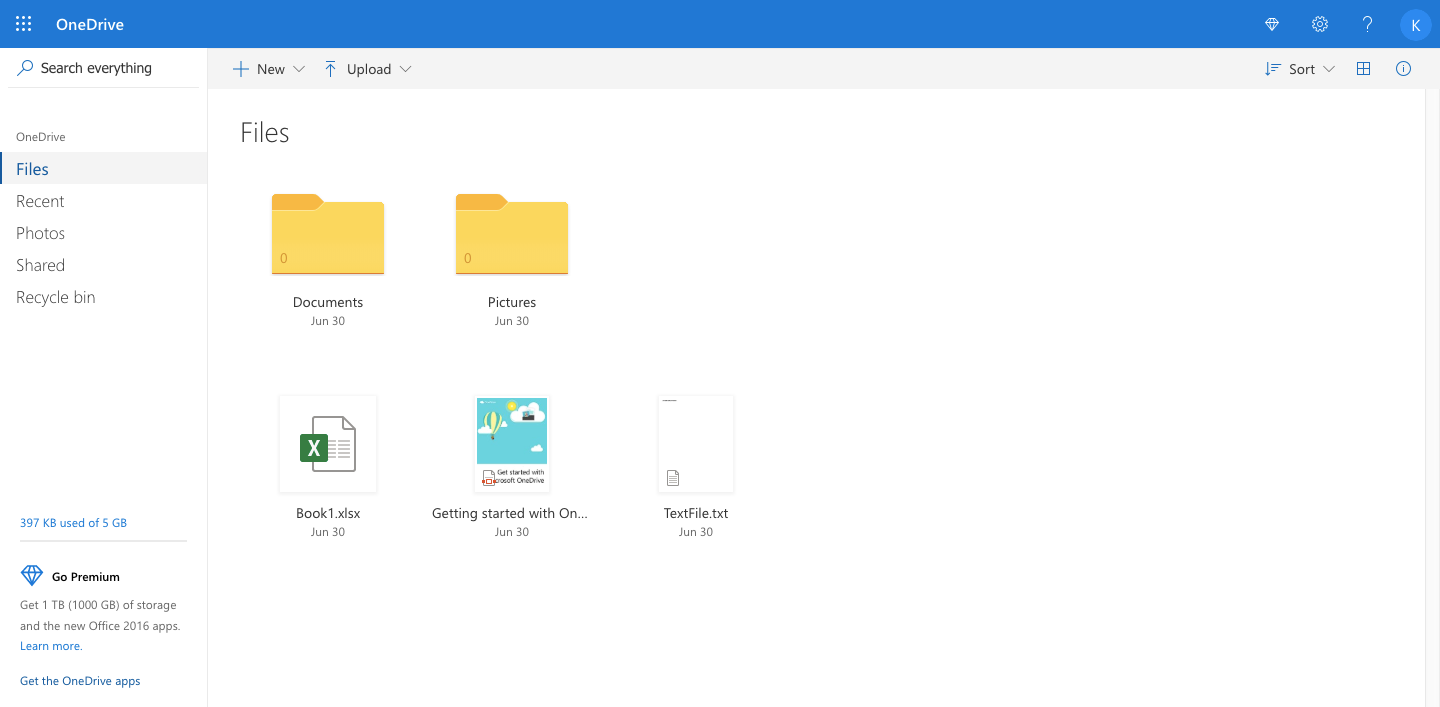 OneDrive
K
Search everything
New
Upload
Sort
OneDrive
Files
Recent
Photos
Shared
Recycle bin
Files
0
0
Documents
Pictures
Jun 30
Jun 30
X
Get started with
crosoft OneDrive
Book1.xlsx
Getting started with On...
TextFile.txt
Jun 30
Jun 30
Jun 30
397 KB used of 5 GB
Go Premium
Get 1 TB (1000 GB) of storage
and the new Office 2016 apps.
Learn more.
Get the OneDrive apps